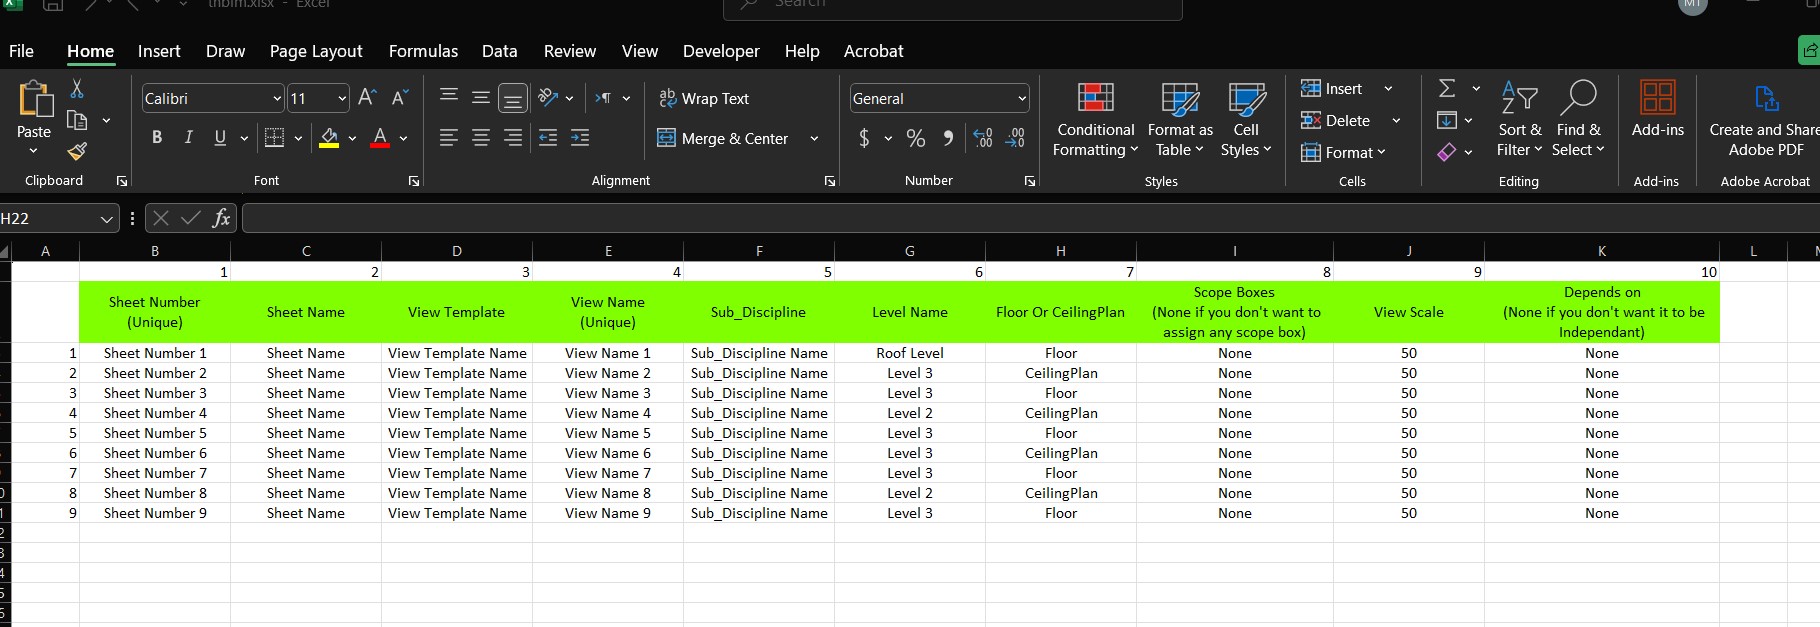 thbim.xlsx - Excel
Search
MT
File Home Insert Draw Page Layout Formulas Data Review View Developer Help Acrobat
Calibri 11 A^ Aˇ ab Wrap Text General Insert Σ
Paste B I U A Merge & Center $ % 9 .00 Conditional Formatting Format as Table Cell Styles Delete Format Sort & Filter Find & Select Add-ins Create and Share Adobe PDF
Clipboard Font Alignment Number Styles Cells Editing Add-ins Adobe Acrobat
H22 fx
A B C D E F G H I J K L
1 2 3 4 5 6 7 8 9 10
Sheet Number (Unique) Sheet Name View Template View Name (Unique) Sub_Discipline Level Name Floor Or CeilingPlan Scope Boxes (None if you don't want to assign any scope box) View Scale Depends on (None if you don't want it to be Independant)
1 Sheet Number 1 Sheet Name View Template Name View Name 1 Sub_Discipline Name Roof Level Floor None 50 None
2 Sheet Number 2 Sheet Name View Template Name View Name 2 Sub_Discipline Name Level 3 CeilingPlan None 50 None
3 Sheet Number 3 Sheet Name View Template Name View Name 3 Sub_Discipline Name Level 3 Floor None 50 None
4 Sheet Number 4 Sheet Name View Template Name View Name 4 Sub_Discipline Name Level 2 CeilingPlan None 50 None
5 Sheet Number 5 Sheet Name View Template Name View Name 5 Sub_Discipline Name Level 3 Floor None 50 None
6 Sheet Number 6 Sheet Name View Template Name View Name 6 Sub_Discipline Name Level 3 CeilingPlan None 50 None
7 Sheet Number 7 Sheet Name View Template Name View Name 7 Sub_Discipline Name Level 3 Floor None 50 None
8 Sheet Number 8 Sheet Name View Template Name View Name 8 Sub_Discipline Name Level 2 CeilingPlan None 50 None
9 Sheet Number 9 Sheet Name View Template Name View Name 9 Sub_Discipline Name Level 3 Floor None 50 None